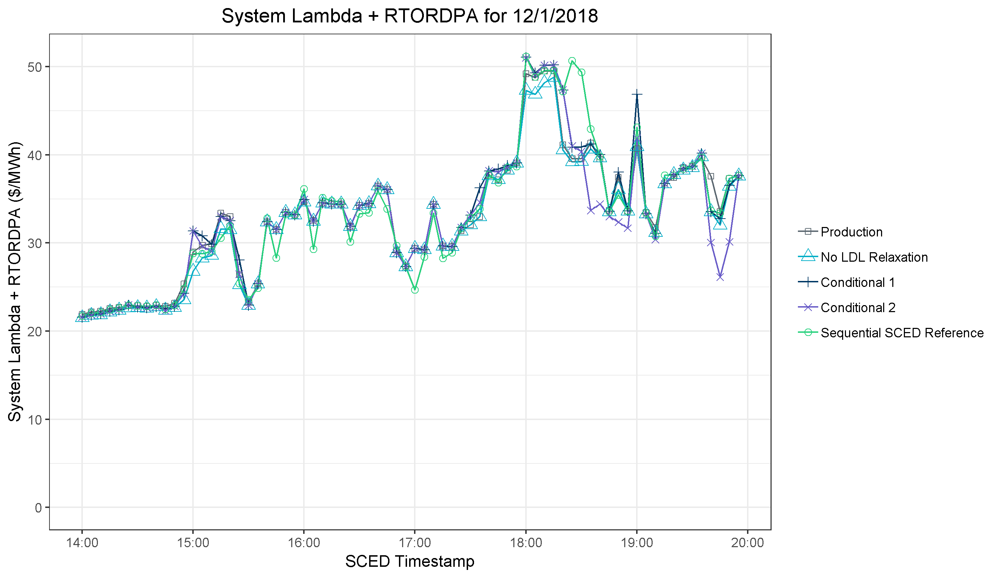 System Lambda + RTORDPA for 12/1/2018
System Lambda + RTORDPA ($/MWh)
50
40
30
20
10
0
14:00 15:00 16:00 17:00 18:00 19:00 20:00
SCED Timestamp
Production
No LDL Relaxation
Conditional 1
Conditional 2
Sequential SCED Reference